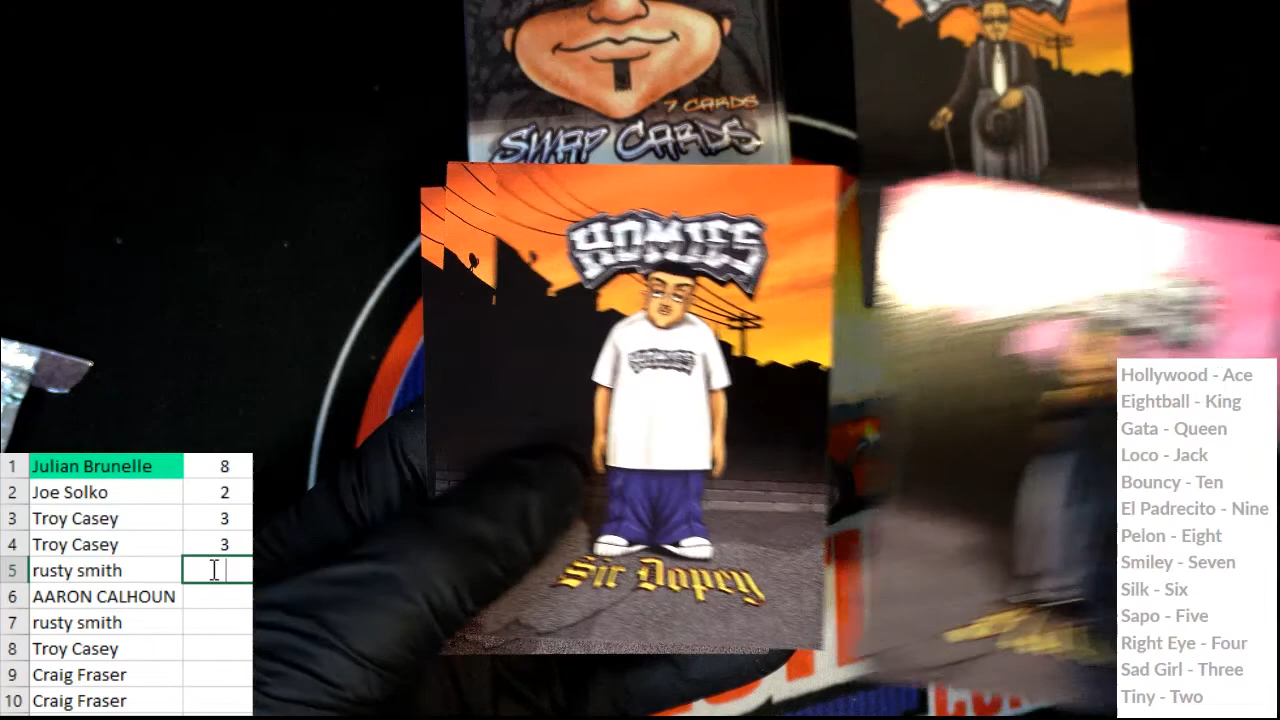 7 CARDS
SWAP CARDS
HOMIES
HOMIES
Sir Dopey
1 Julian Brunelle 8
2 Joe Solko 2
3 Troy Casey 3
4 Troy Casey 3
5 rusty smith
6 AARON CALHOUN
7 rusty smith
8 Troy Casey
9 Craig Fraser
10 Craig Fraser
Hollywood - Ace
Eightball - King
Gata - Queen
Loco - Jack
Bouncy - Ten
El Padrecito - Nine
Pelon - Eight
Smiley - Seven
Silk - Six
Sapo - Five
Right Eye - Four
Sad Girl - Three
Tiny - Two